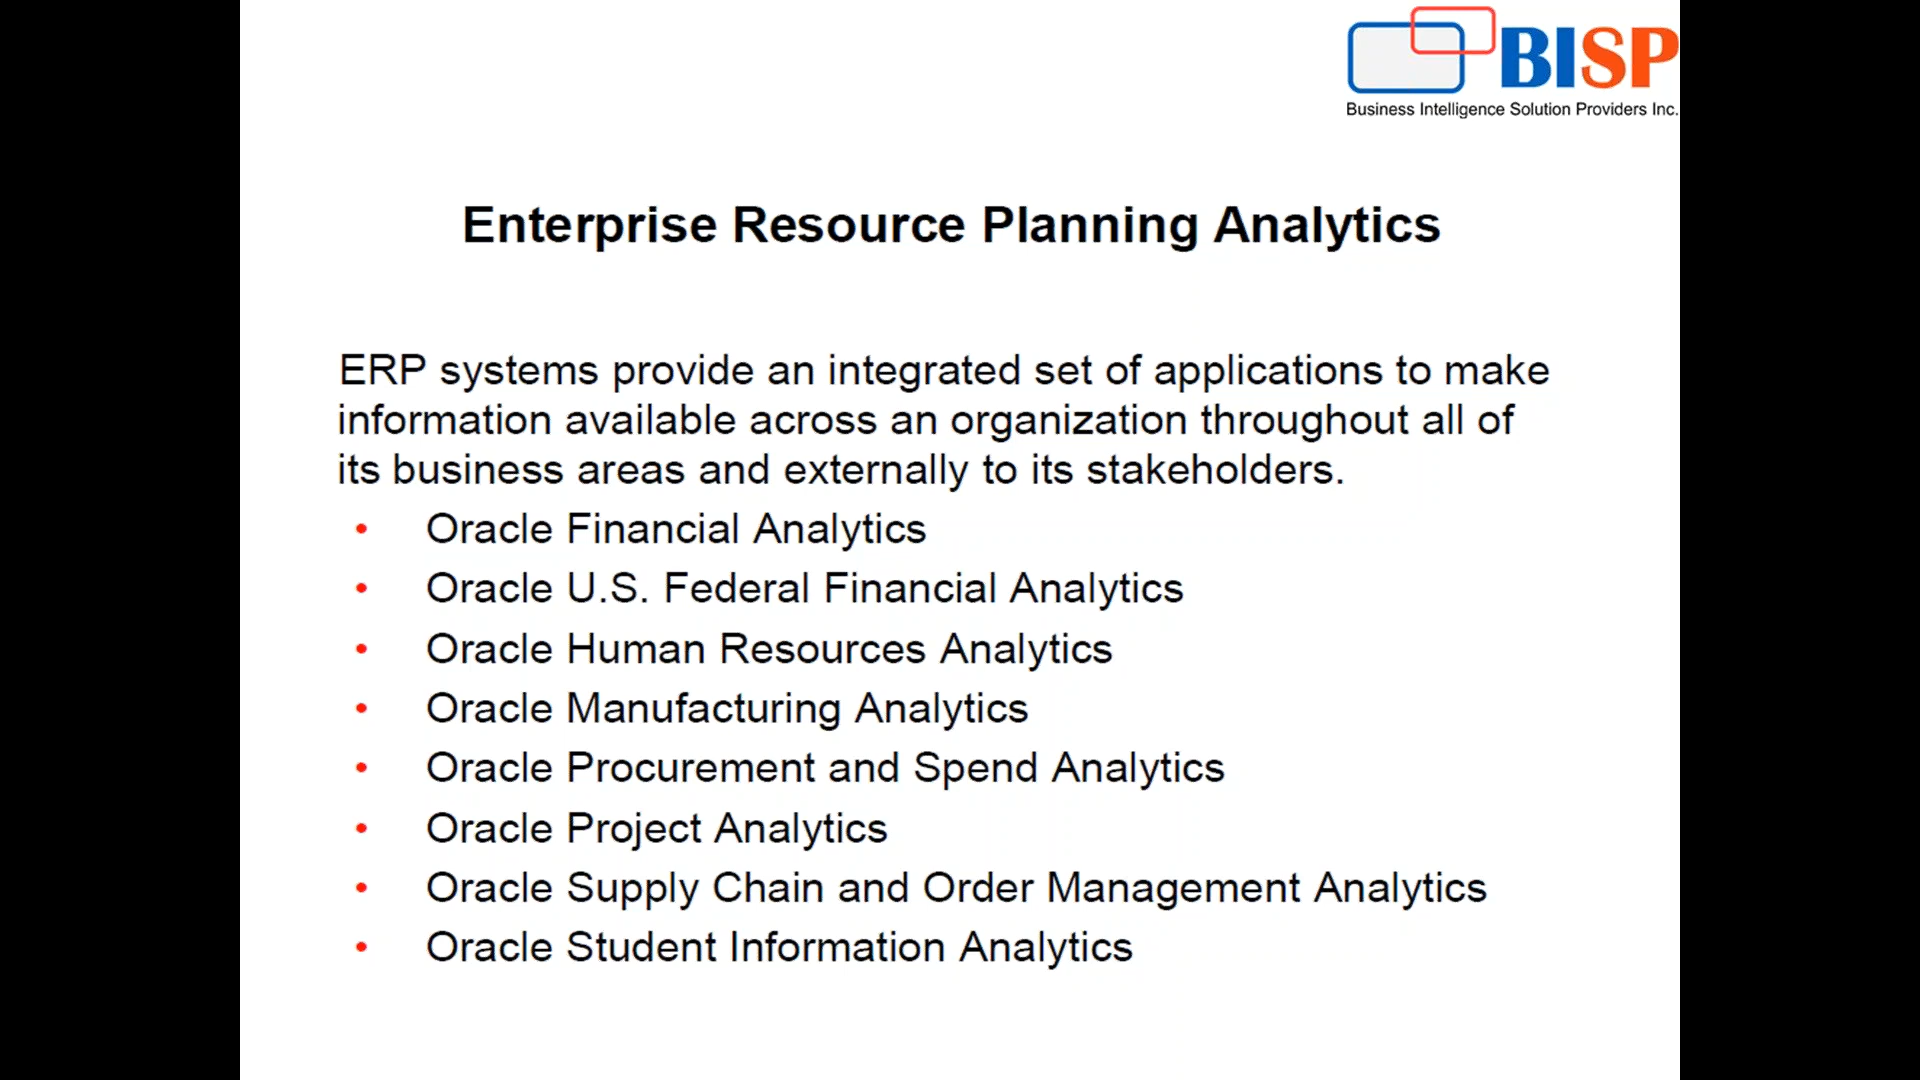 BISP
Business Intelligence Solution Providers Inc.
Enterprise Resource Planning Analytics
ERP systems provide an integrated set of applications to make
information available across an organization throughout all of
its business areas and externally to its stakeholders.
• Oracle Financial Analytics
• Oracle U.S. Federal Financial Analytics
• Oracle Human Resources Analytics
• Oracle Manufacturing Analytics
• Oracle Procurement and Spend Analytics
• Oracle Project Analytics
• Oracle Supply Chain and Order Management Analytics
• Oracle Student Information Analytics